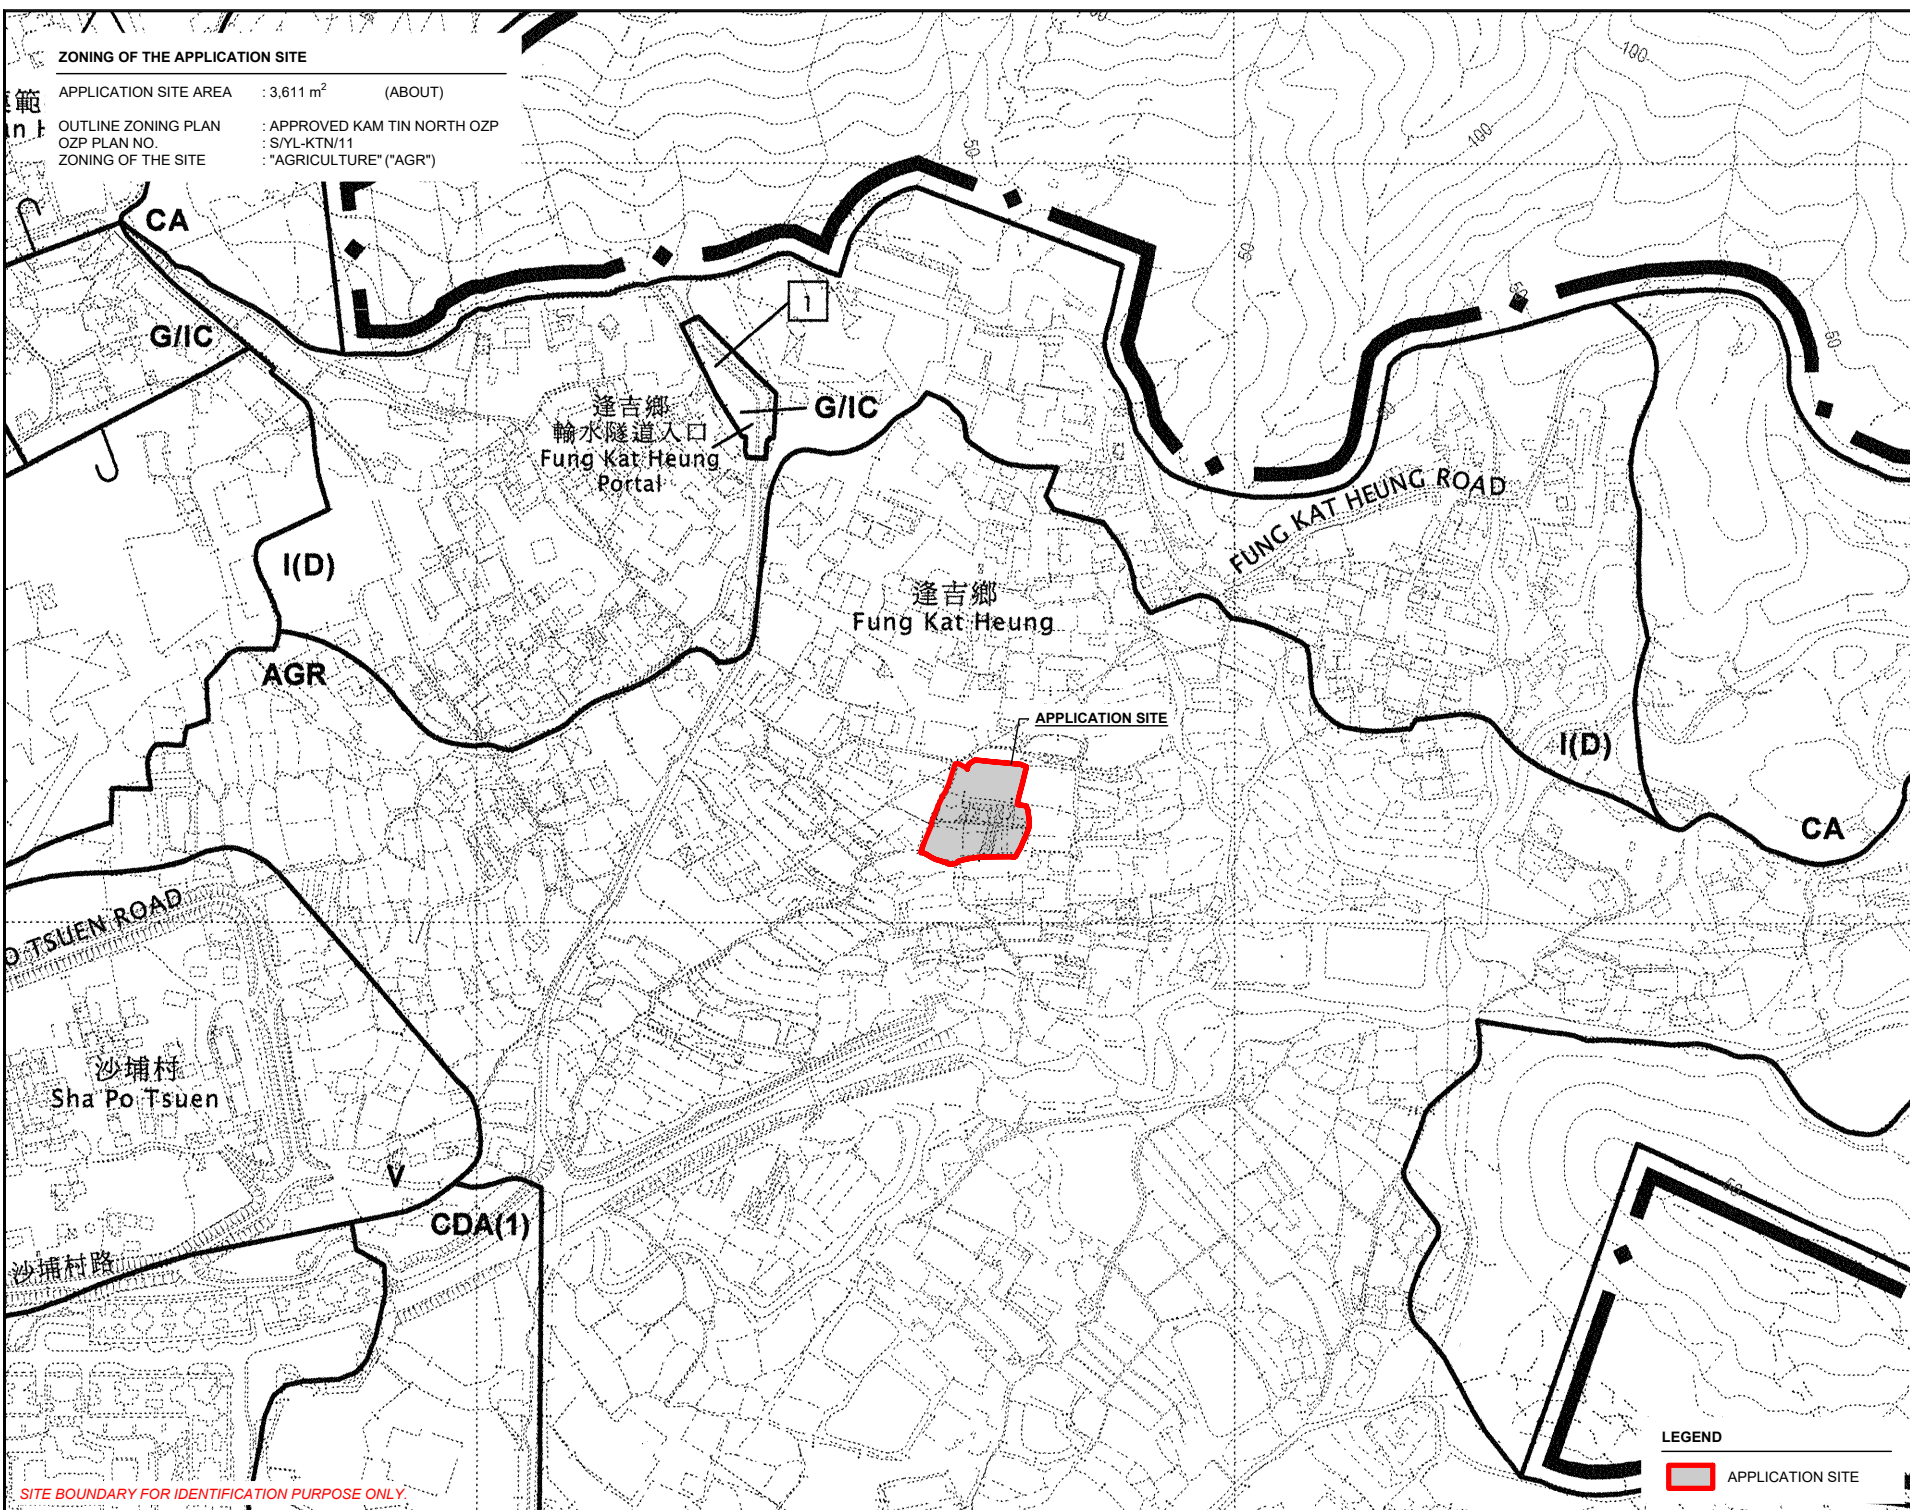 ZONING OF THE APPLICATION SITE
APPLICATION SITE AREA : 3,611 m² (ABOUT)
OUTLINE ZONING PLAN : APPROVED KAM TIN NORTH OZP
OZP PLAN NO. : S/YL-KTN/11
ZONING OF THE SITE : "AGRICULTURE" ("AGR")
100
100
50
50
50
50
50
CA
G/IC
1
G/IC
逢吉鄉
輸水隧道入口
Fung Kat Heung
Portal
FUNG KAT HEUNG ROAD
I(D)
逢吉鄉
Fung Kat Heung
AGR
APPLICATION SITE
I(D)
CA
O TSUEN ROAD
沙埔村
Sha Po Tsuen
V
CDA(1)
50
沙埔村路
LEGEND
APPLICATION SITE
SITE BOUNDARY FOR IDENTIFICATION PURPOSE ONLY.